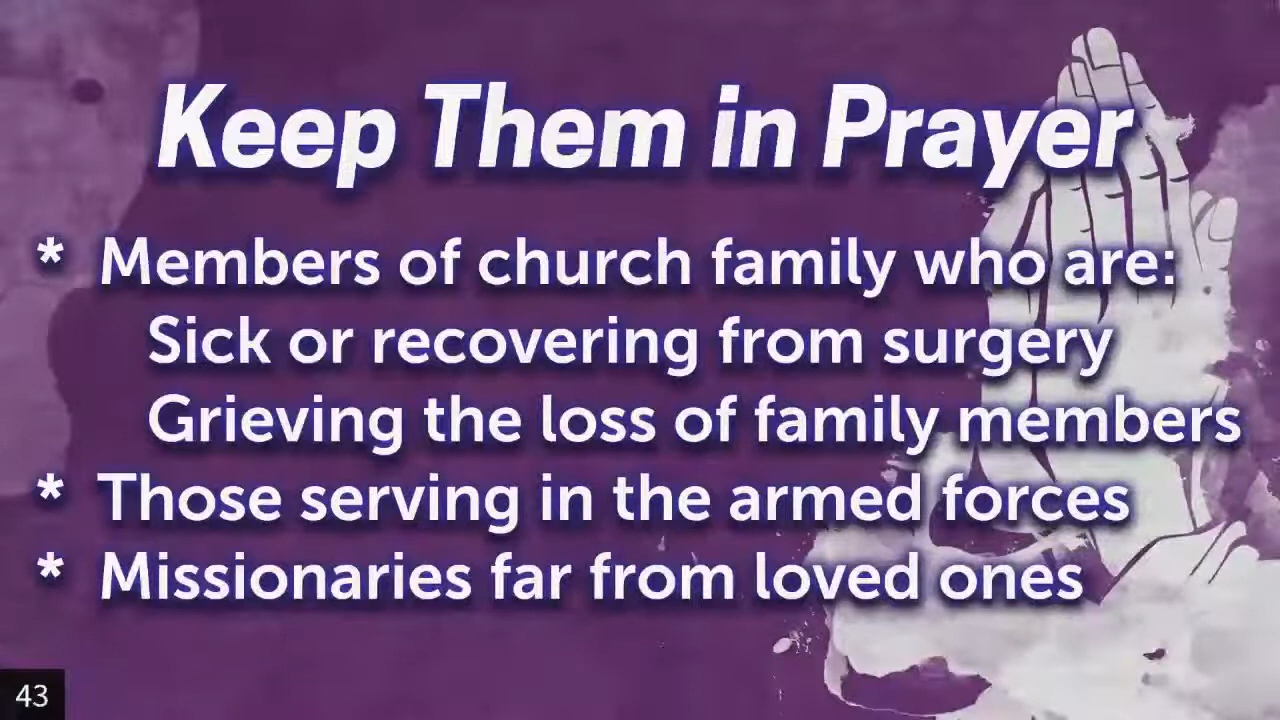 Keep Them in Prayer
* Members of church family who are:
Sick or recovering from surgery
Grieving the loss of family members
* Those serving in the armed forces
* Missionaries far from loved ones
43